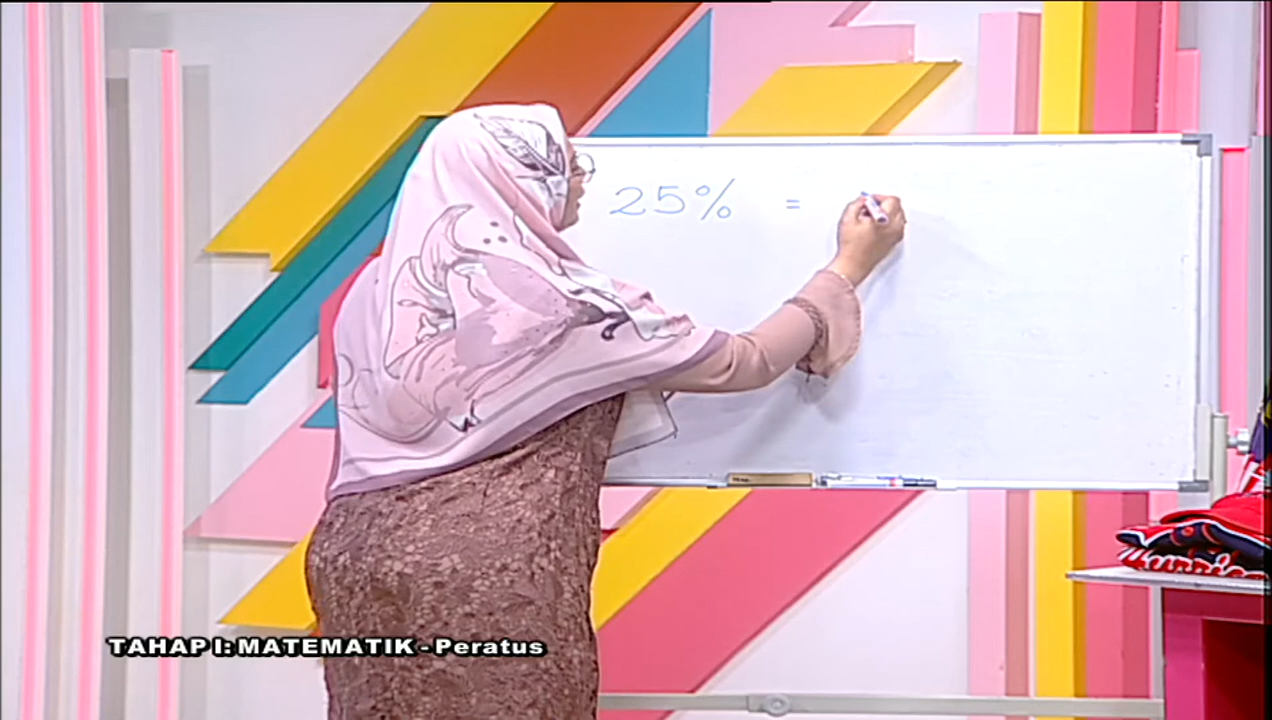 25% =
TAHAP I: MATEMATIK - Peratus